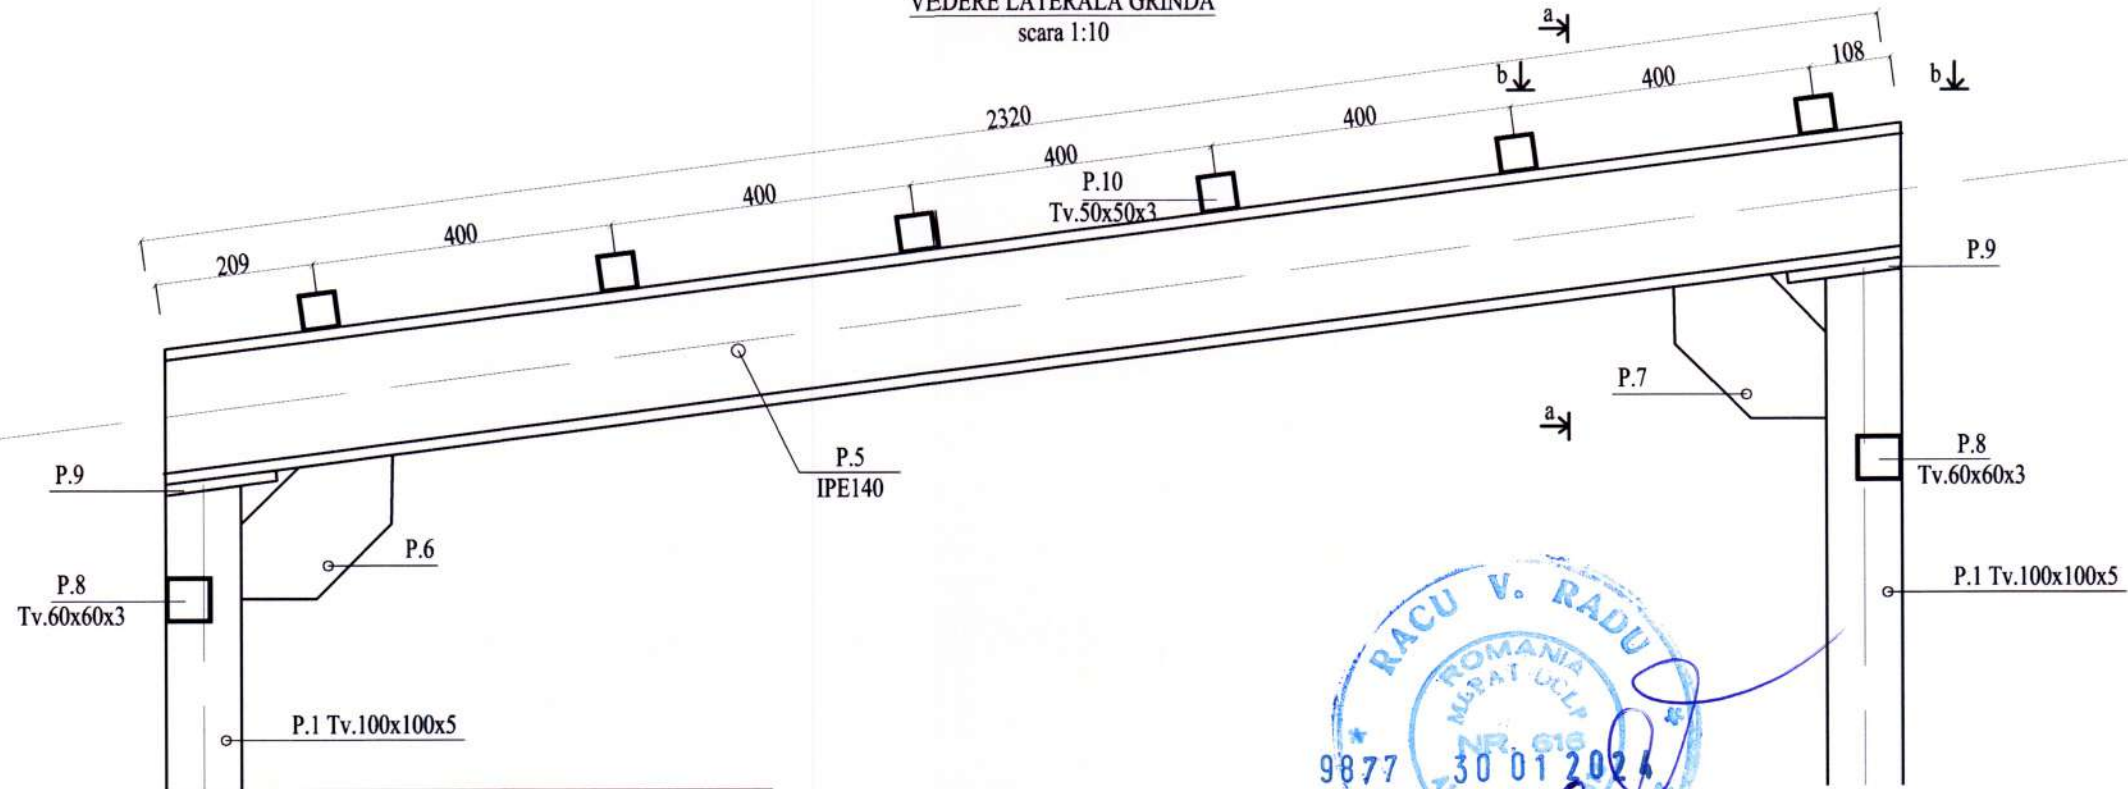 VEDERE LATERALA GRINDA
scara 1:10
a
b
b
108
400
2320
400
400
400
400
209
P.10
Tv.50x50x3
P.9
P.7
a
P.8
Tv.60x60x3
P.5
IPE140
P.9
P.6
P.8
Tv.60x60x3
P.1 Tv.100x100x5
P.1 Tv.100x100x5
* RACU V. RADU *
ROMANIA
NR. 616
9877 30 01 2024